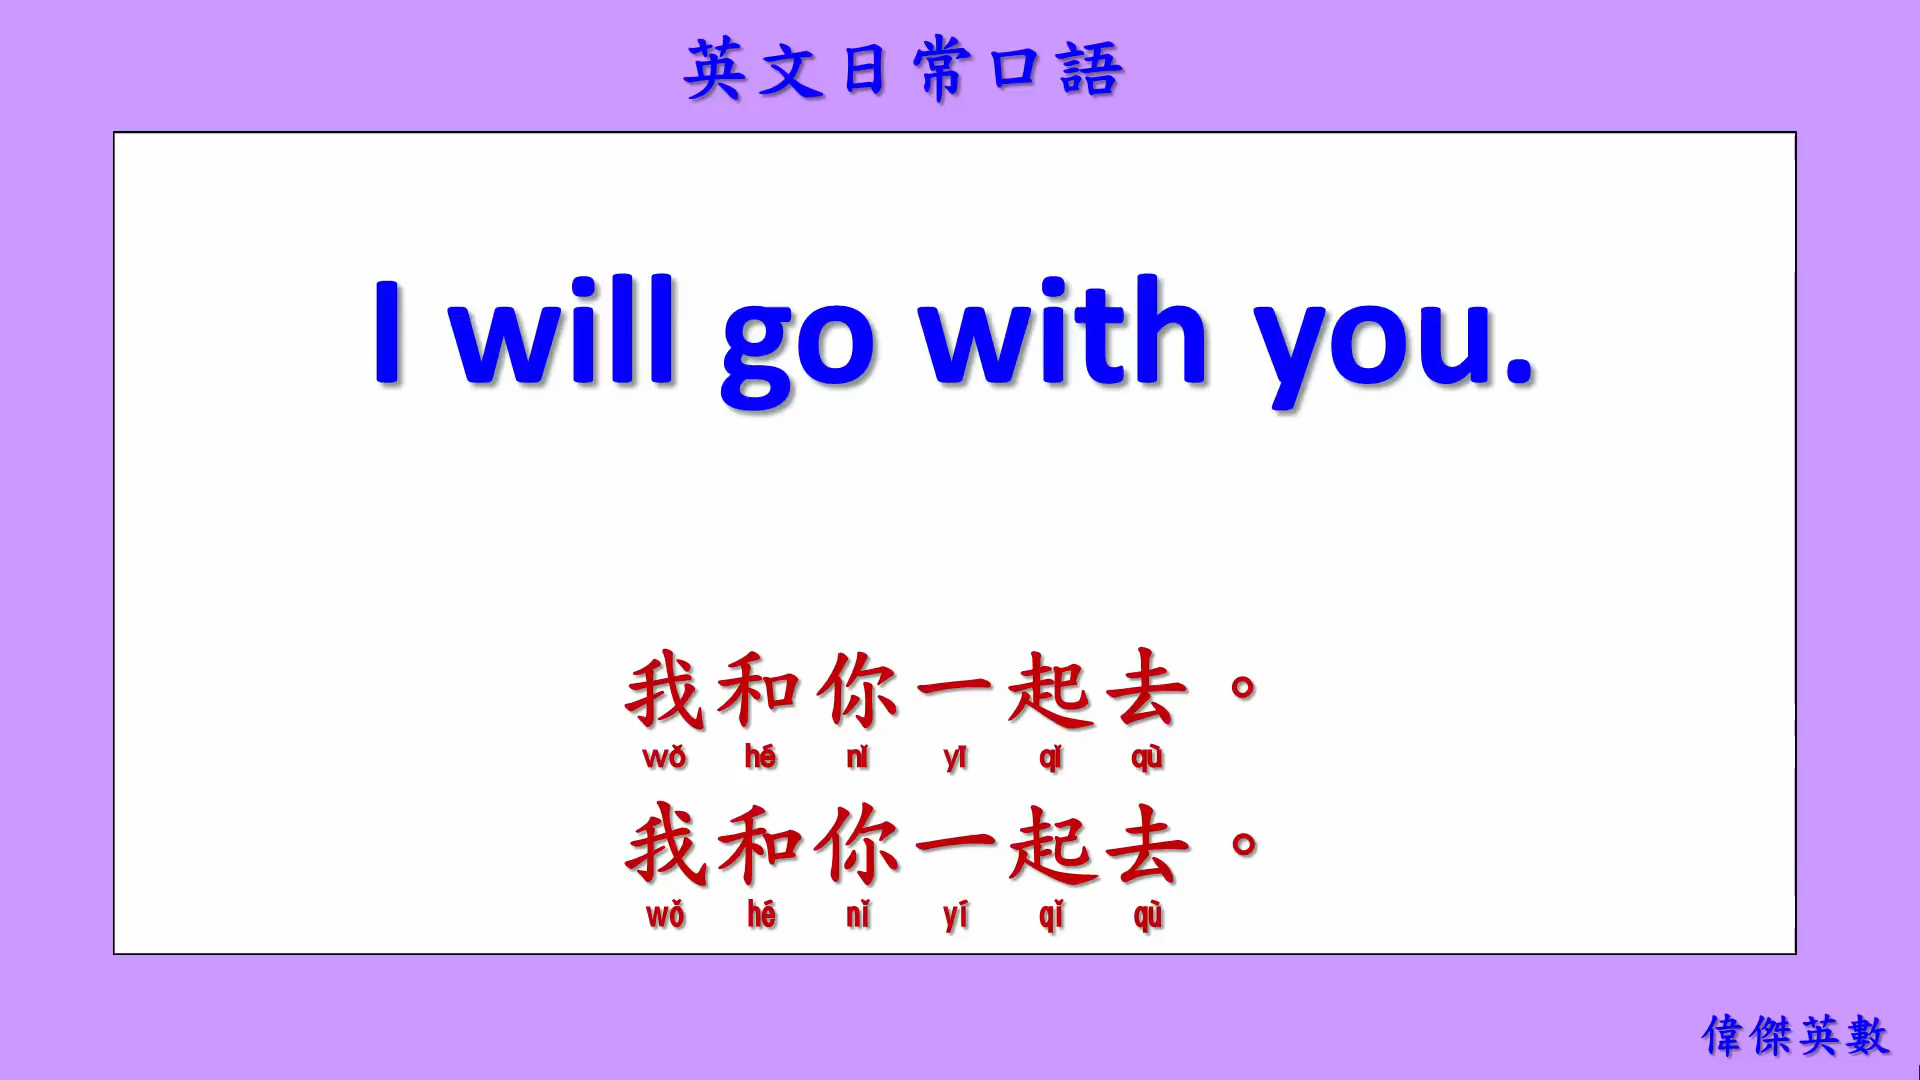 英文日常口語
I will go with you.
我和你一起去。
wǒ hé nǐ yī qǐ qù
我和你一起去。
wǒ hé nǐ yí qǐ qù
偉傑英數